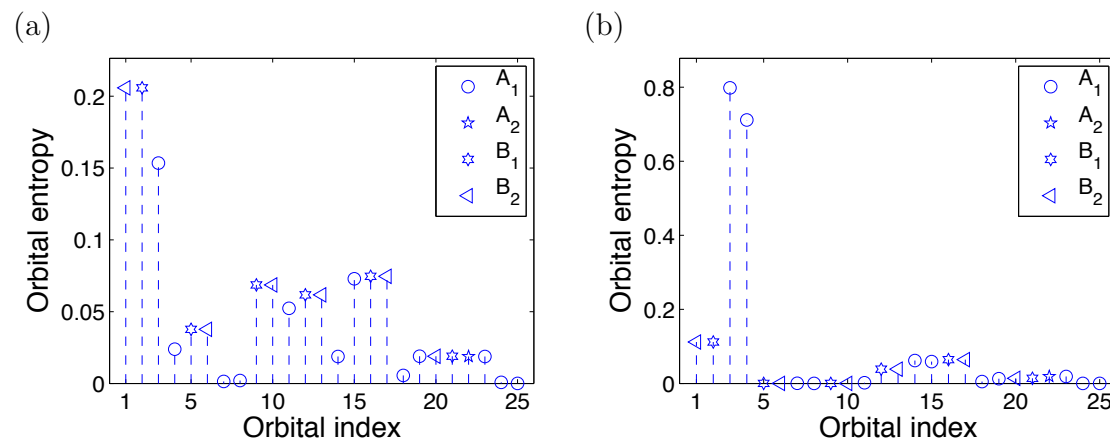 (a)
Orbital entropy
0.2
0.15
0.1
0.05
0
1 5 10 15 20 25
Orbital index
A₁
A₂
B₁
B₂
(b)
Orbital entropy
0.8
0.6
0.4
0.2
0
1 5 10 15 20 25
Orbital index
A₁
A₂
B₁
B₂